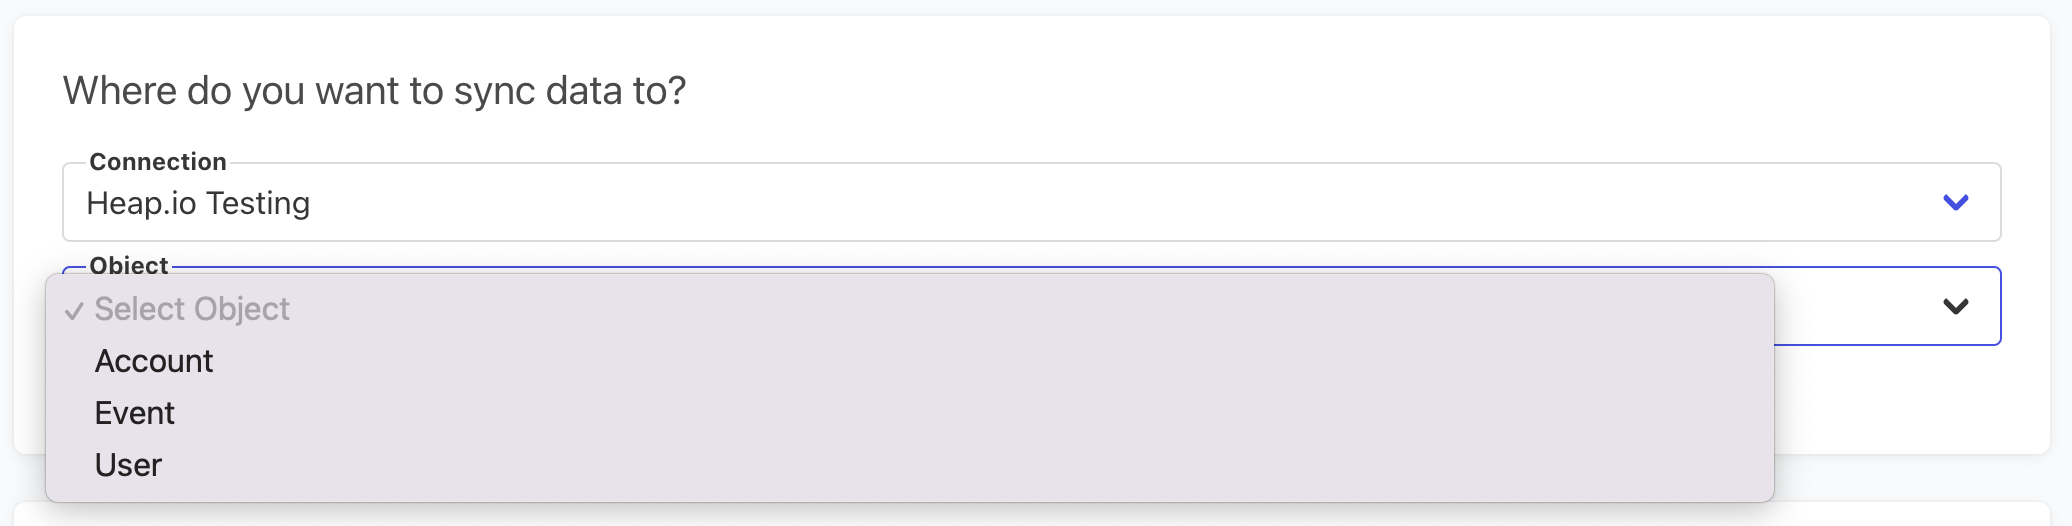 Where do you want to sync data to?
Connection
Heap.io Testing
Object
Select Object
Account
Event
User